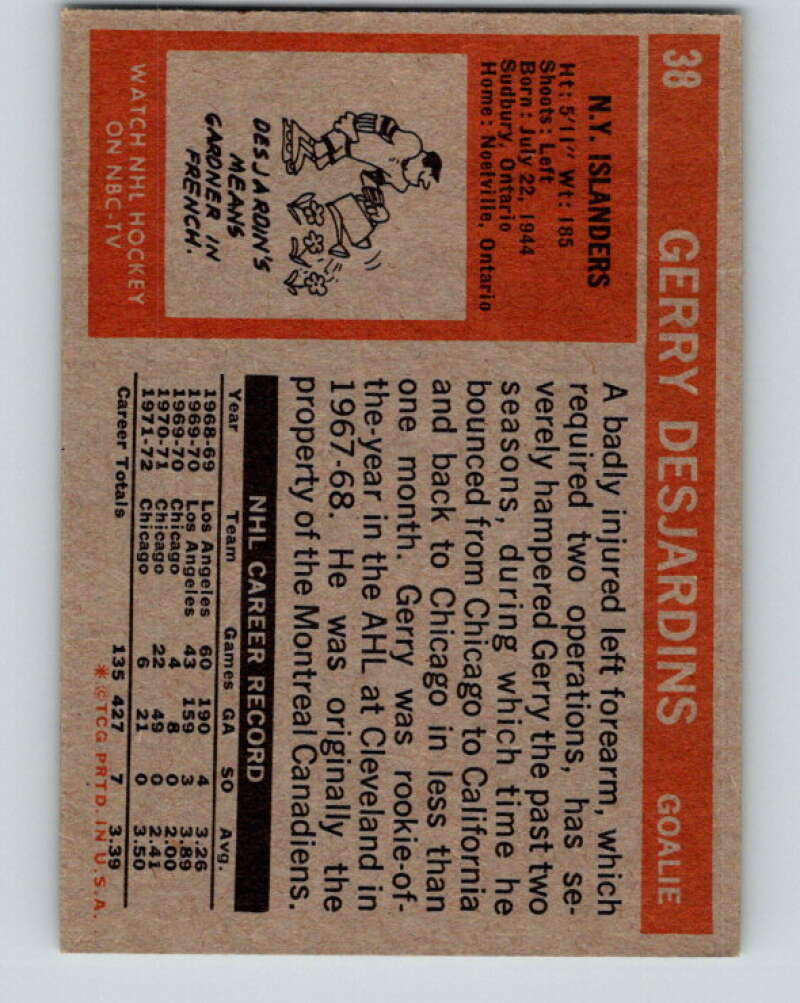 38 GERRY DESJARDINS GOALIE
N.Y. ISLANDERS
Ht: 5'11" Wt: 185
Shoots: Left
Born: July 22, 1944
Sudbury, Ontario
Home: Noelville, Ontario
DESJARDIN'S
MEANS
GARDNER IN
FRENCH.
WATCH NHL HOCKEY
ON NBC-TV
A badly injured left forearm, which
required two operations, has se-
verely hampered Gerry the past two
seasons, during which time he
bounced from Chicago to California
and back to Chicago in less than
one month. Gerry was rookie-of-
the-year in the AHL at Cleveland in
1967-68. He was originally the
property of the Montreal Canadiens.
NHL CAREER RECORD
Year Team Games GA SO Avg.
1968-69 Los Angeles 60 190 4 3.26
1969-70 Los Angeles 43 159 3 3.89
1969-70 Chicago 4 8 0 2.00
1970-71 Chicago 22 49 0 2.41
1971-72 Chicago 6 21 0 3.50
Career Totals 135 427 7 3.39
* © TCG PRTD. IN U.S.A.